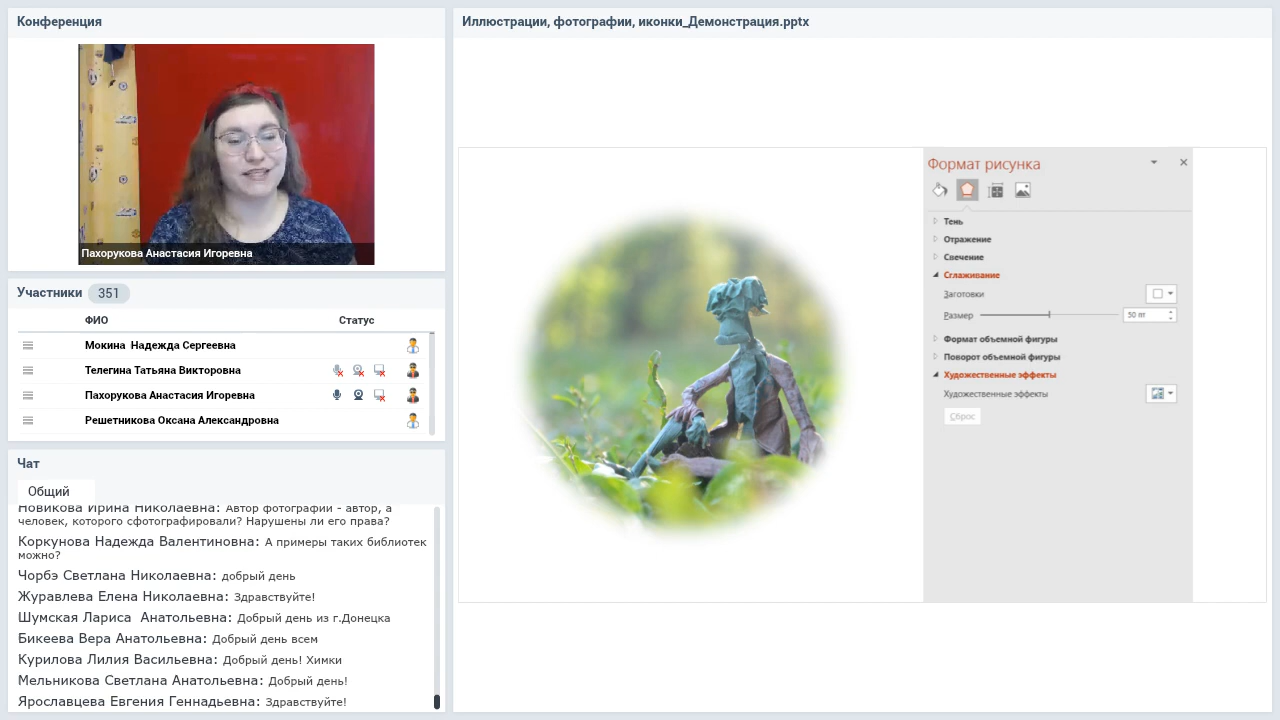 Конференция
Пахорукова Анастасия Игоревна
Участники 351
ФИО Статус
Мокина Надежда Сергеевна
Телегина Татьяна Викторовна
Пахорукова Анастасия Игоревна
Решетникова Оксана Александровна
Чат
Общий
Новикова Ирина Николаевна: Автор фотографии - автор, а
человек, которого сфотографировали? Нарушены ли его права?
Коркунова Надежда Валентиновна: А примеры таких библиотек
можно?
Чорбэ Светлана Николаевна: добрый день
Журавлева Елена Николаевна: Здравствуйте!
Шумская Лариса Анатольевна: Добрый день из г.Донецка
Бикеева Вера Анатольевна: Добрый день всем
Курилова Лилия Васильевна: Добрый день! Химки
Мельникова Светлана Анатольевна: Добрый день!
Ярославцева Евгения Геннадьевна: Здравствуйте!
Иллюстрации, фотографии, иконки_Демонстрация.pptx
Формат рисунка
Тень
Отражение
Свечение
Сглаживание
Заготовки
Размер 50 пт
Формат объемной фигуры
Поворот объемной фигуры
Художественные эффекты
Художественные эффекты
Сброс